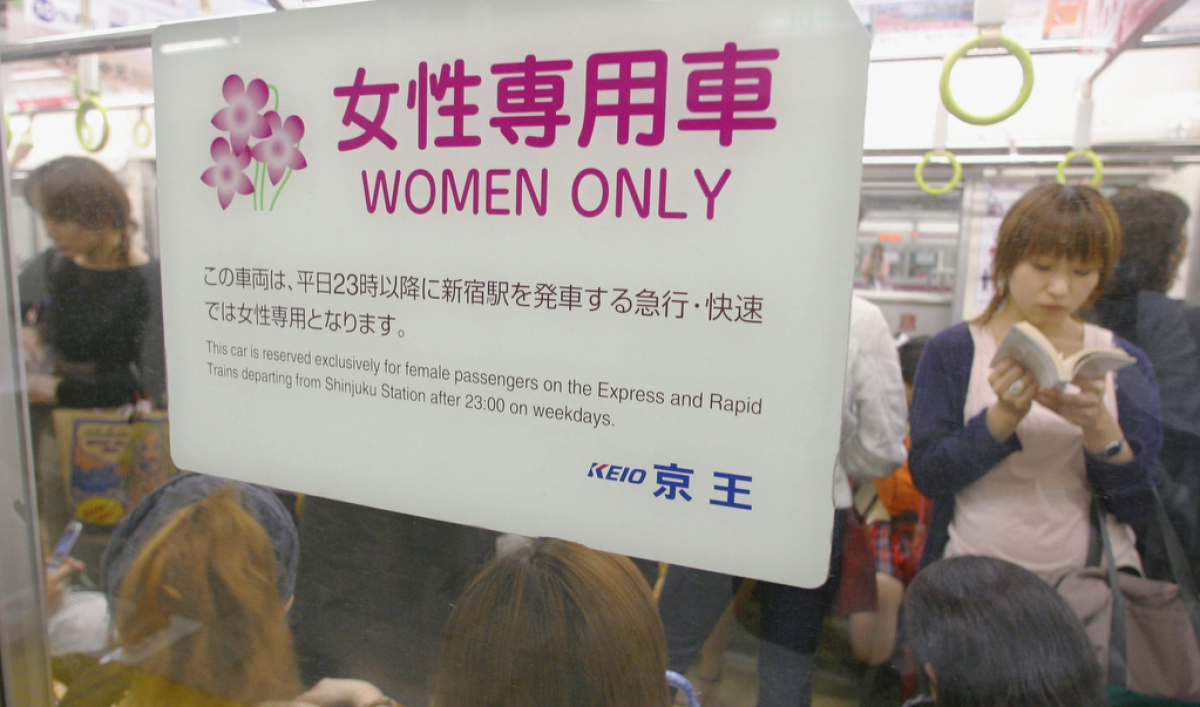 女性専用車
WOMEN ONLY
この車両は、平日23時以降に新宿駅を発車する急行・快速
では女性専用となります。
This car is reserved exclusively for female passengers on the Express and Rapid
Trains departing from Shinjuku Station after 23:00 on weekdays.
KEIO 京王